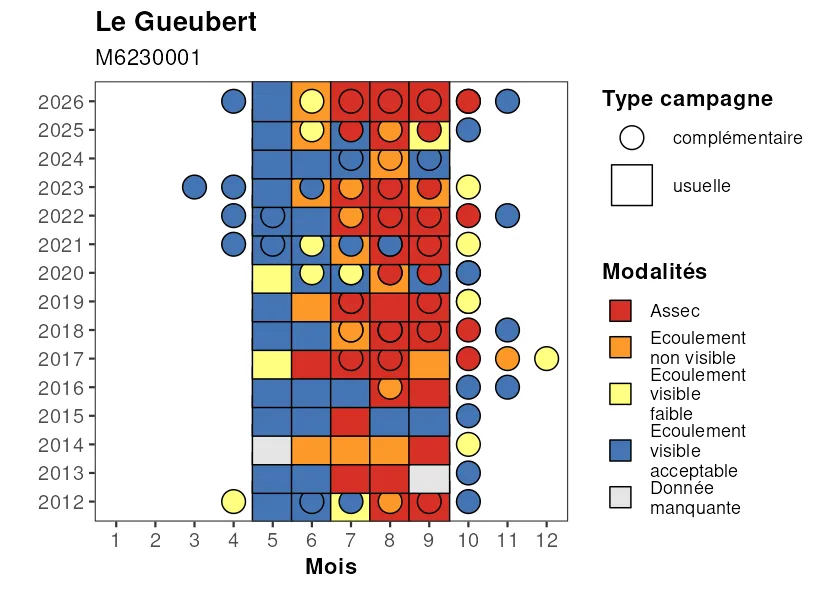 Le Gueubert
M6230001
2026
2025
2024
2023
2022
2021
2020
2019
2018
2017
2016
2015
2014
2013
2012
1 2 3 4 5 6 7 8 9 10 11 12
Mois
Type campagne
complémentaire
usuelle
Modalités
Assec
Ecoulement
non visible
Ecoulement
visible
faible
Ecoulement
visible
acceptable
Donnée
manquante